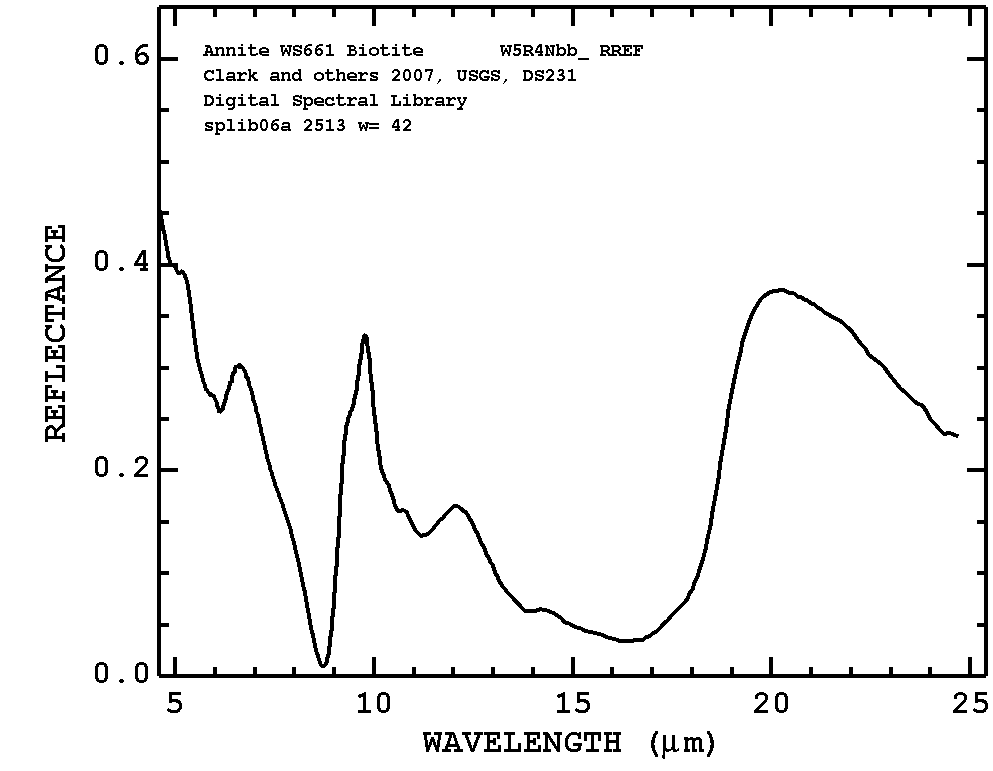 Annite WS661 Biotite W5R4Nbb_ RREF
Clark and others 2007, USGS, DS231
Digital Spectral Library
splib06a 2513 w= 42
0.6
0.4
0.2
0.0
REFLECTANCE
5 10 15 20 25
WAVELENGTH (μm)